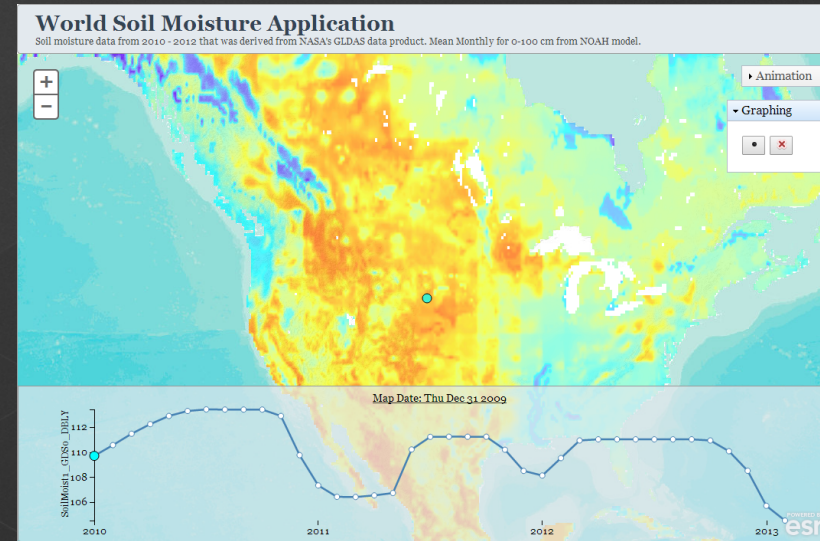 World Soil Moisture Application
Soil moisture data from 2010 - 2012 that was derived from NASA's GLDAS data product. Mean Monthly for 0-100 cm from NOAH model.
+
−
Animation
Graphing
Map Date: Thu Dec 31 2009
112
110
108
106
2010
2011
2012
2013
POWERED
esr